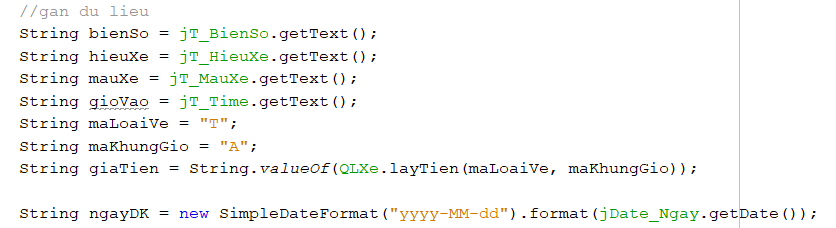 //gan du lieu
String bienSo = jT_BienSo.getText();
String hieuXe = jT_HieuXe.getText();
String mauXe = jT_MauXe.getText();
String gioVao = jT_Time.getText();
String maLoaiVe = "T";
String maKhungGio = "A";
String giaTien = String.valueOf(QLXe.layTien(maLoaiVe, maKhungGio));
String ngayDK = new SimpleDateFormat("yyyy-MM-dd").format(jDate_Ngay.getDate());